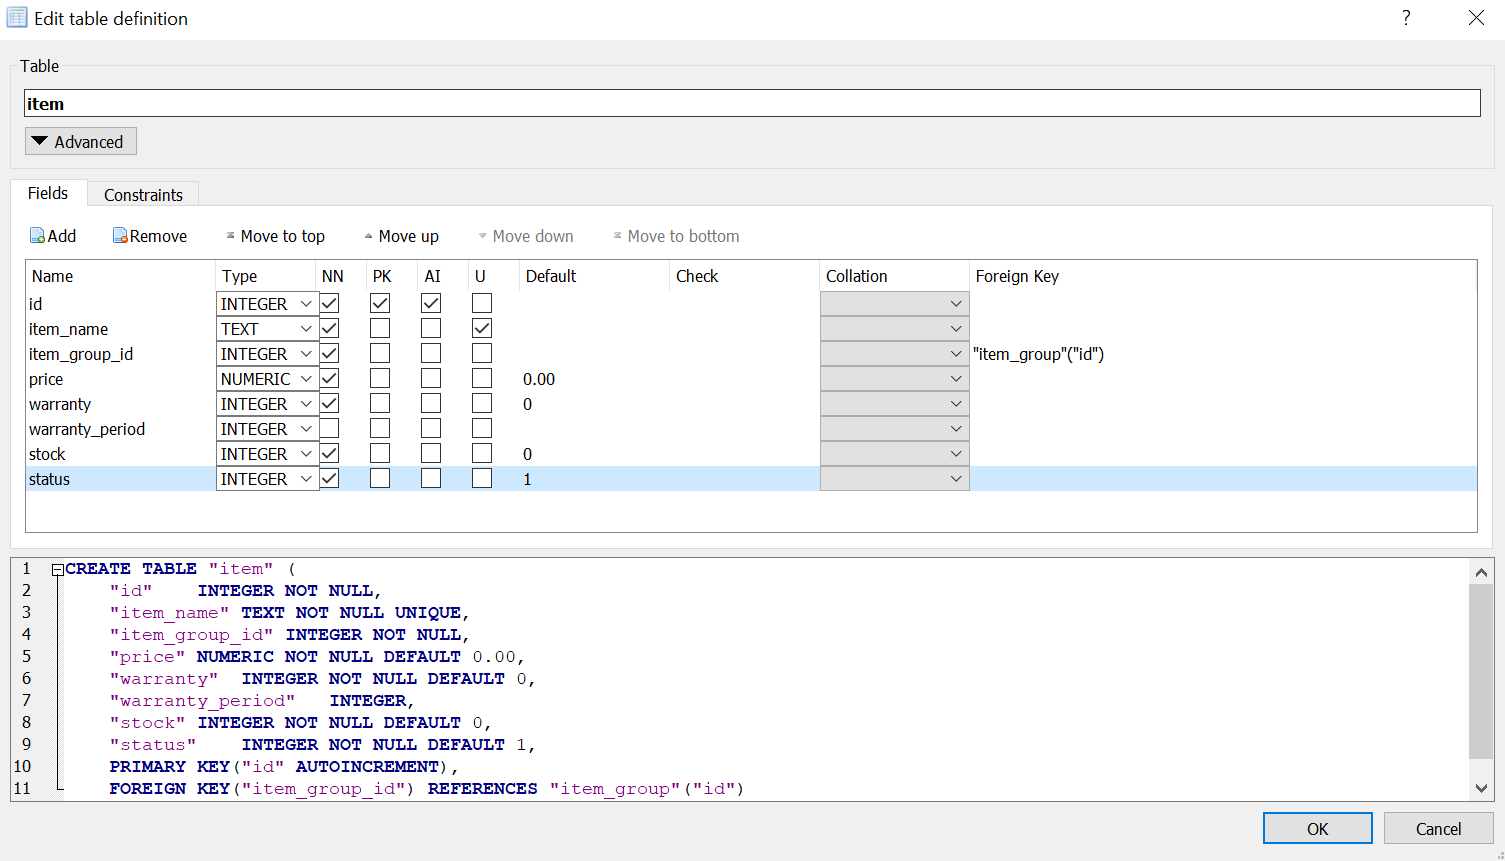 Edit table definition ?
Table
item
Advanced
Fields Constraints
Add Remove Move to top Move up Move down Move to bottom
Name Type NN PK AI U Default Check Collation Foreign Key
id INTEGER
item_name TEXT
item_group_id INTEGER "item_group"("id")
price NUMERIC 0.00
warranty INTEGER 0
warranty_period INTEGER
stock INTEGER 0
status INTEGER 1
1 CREATE TABLE "item" (
2 "id" INTEGER NOT NULL,
3 "item_name" TEXT NOT NULL UNIQUE,
4 "item_group_id" INTEGER NOT NULL,
5 "price" NUMERIC NOT NULL DEFAULT 0.00,
6 "warranty" INTEGER NOT NULL DEFAULT 0,
7 "warranty_period" INTEGER,
8 "stock" INTEGER NOT NULL DEFAULT 0,
9 "status" INTEGER NOT NULL DEFAULT 1,
10 PRIMARY KEY("id" AUTOINCREMENT),
11 FOREIGN KEY("item_group_id") REFERENCES "item_group"("id")
OK Cancel